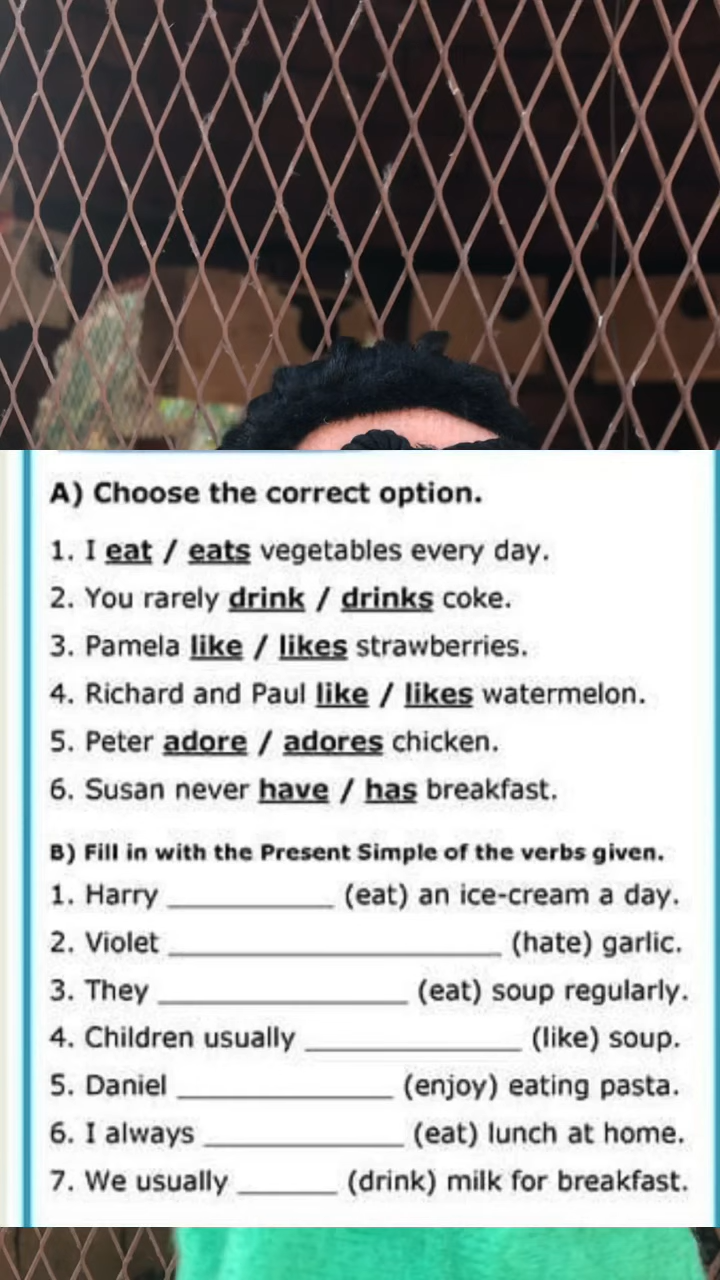 A) Choose the correct option.
1. I eat / eats vegetables every day.
2. You rarely drink / drinks coke.
3. Pamela like / likes strawberries.
4. Richard and Paul like / likes watermelon.
5. Peter adore / adores chicken.
6. Susan never have / has breakfast.
B) Fill in with the Present Simple of the verbs given.
1. Harry __________ (eat) an ice-cream a day.
2. Violet ____________________ (hate) garlic.
3. They _______________ (eat) soup regularly.
4. Children usually _____________ (like) soup.
5. Daniel _____________ (enjoy) eating pasta.
6. I always ____________ (eat) lunch at home.
7. We usually ______ (drink) milk for breakfast.